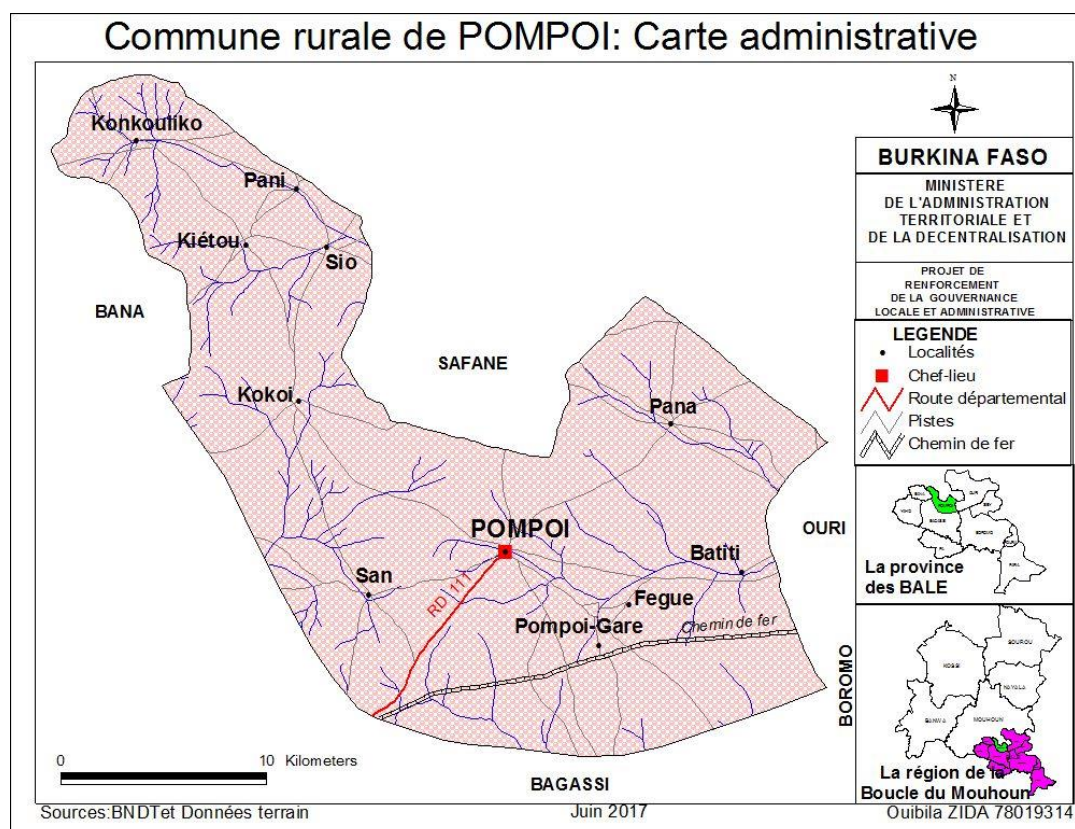 Commune rurale de POMPOI: Carte administrative
N
Konkouliko
Pani
Kiétou
Sio
BANA
SAFANE
Kokoi
Pana
POMPOI
OURI
Batiti
San
RD 111
Fegue
Pompoi-Gare
Chemin de fer
BOROMO
BAGASSI
0 10 Kilometers
BURKINA FASO
MINISTERE
DE L'ADMINISTRATION
TERRITORIALE ET
DE LA DECENTRALISATION
PROJET DE
RENFORCEMENT
DE LA GOUVERNANCE
LOCALE ET ADMINISTRATIVE
LEGENDE
Localités
Chef-lieu
Route départemental
Pistes
Chemin de fer
La province
des BALE
SOUROU
KOSSI
NAYALA
BANWA
MOUHOUN
La région de la
Boucle du Mouhoun
Sources:BNDTet Données terrain
Juin 2017
Ouibila ZIDA 78019314